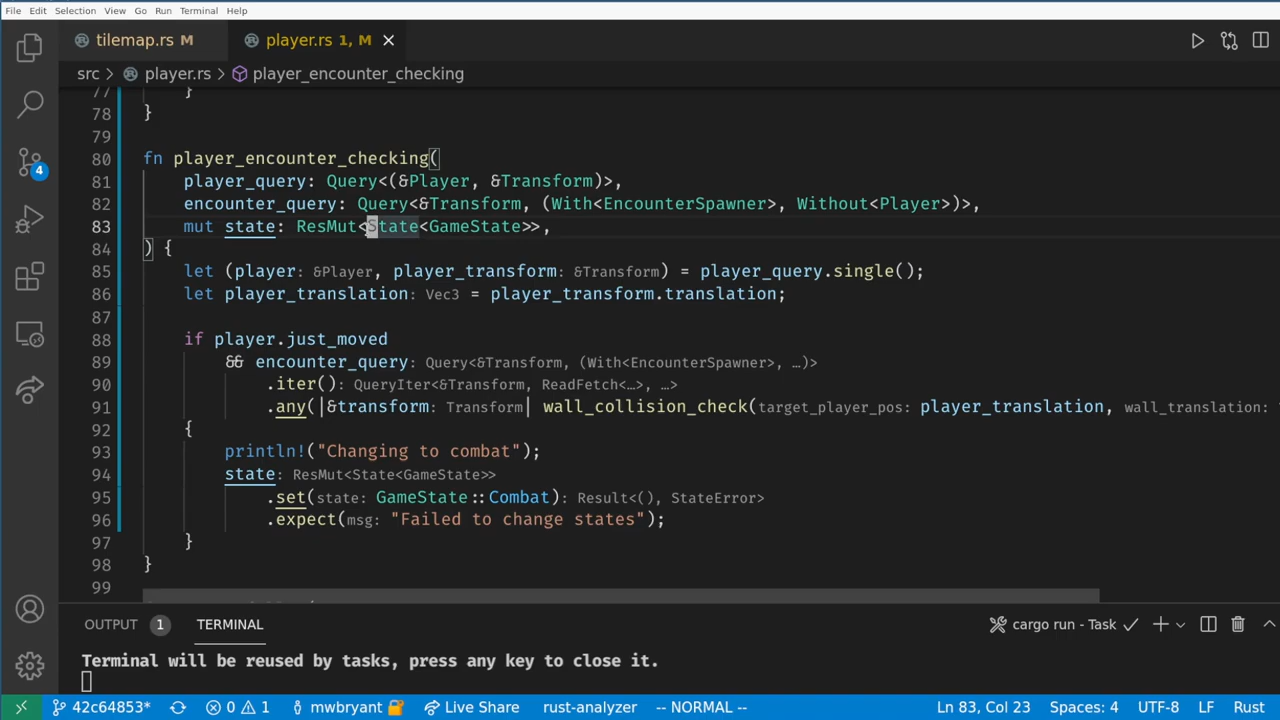 File Edit Selection View Go Run Terminal Help
tilemap.rs M player.rs 1, M
src > player.rs > player_encounter_checking
77 }
78 }
79
80 fn player_encounter_checking(
81 player_query: Query<(&Player, &Transform)>,
82 encounter_query: Query<&Transform, (With<EncounterSpawner>, Without<Player>)>,
83 mut state: ResMut<State<GameState>>,
84 ) {
85 let (player: &Player, player_transform: &Transform) = player_query.single();
86 let player_translation: Vec3 = player_transform.translation;
87
88 if player.just_moved
89 && encounter_query: Query<&Transform, (With<EncounterSpawner>, …)>
90 .iter(): QueryIter<&Transform, ReadFetch<…>, …>
91 .any(|&transform: Transform| wall_collision_check(target_player_pos: player_translation, wall_translation:
92 {
93 println!("Changing to combat");
94 state: ResMut<State<GameState>>
95 .set(state: GameState::Combat): Result<(), StateError>
96 .expect(msg: "Failed to change states");
97 }
98 }
99
OUTPUT 1 TERMINAL cargo run - Task
Terminal will be reused by tasks, press any key to close it.
42c64853* 0 1 mwbryant Live Share rust-analyzer -- NORMAL -- Ln 83, Col 23 Spaces: 4 UTF-8 LF Rust
4